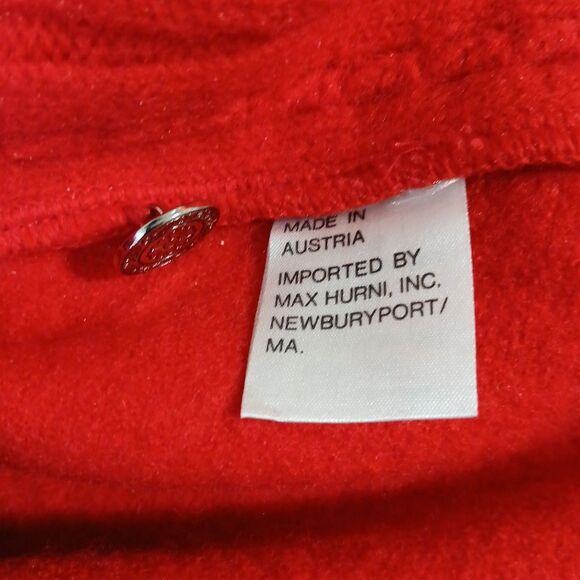 MADE IN
AUSTRIA
IMPORTED BY
MAX HURNI, INC.
NEWBURYPORT/
MA.